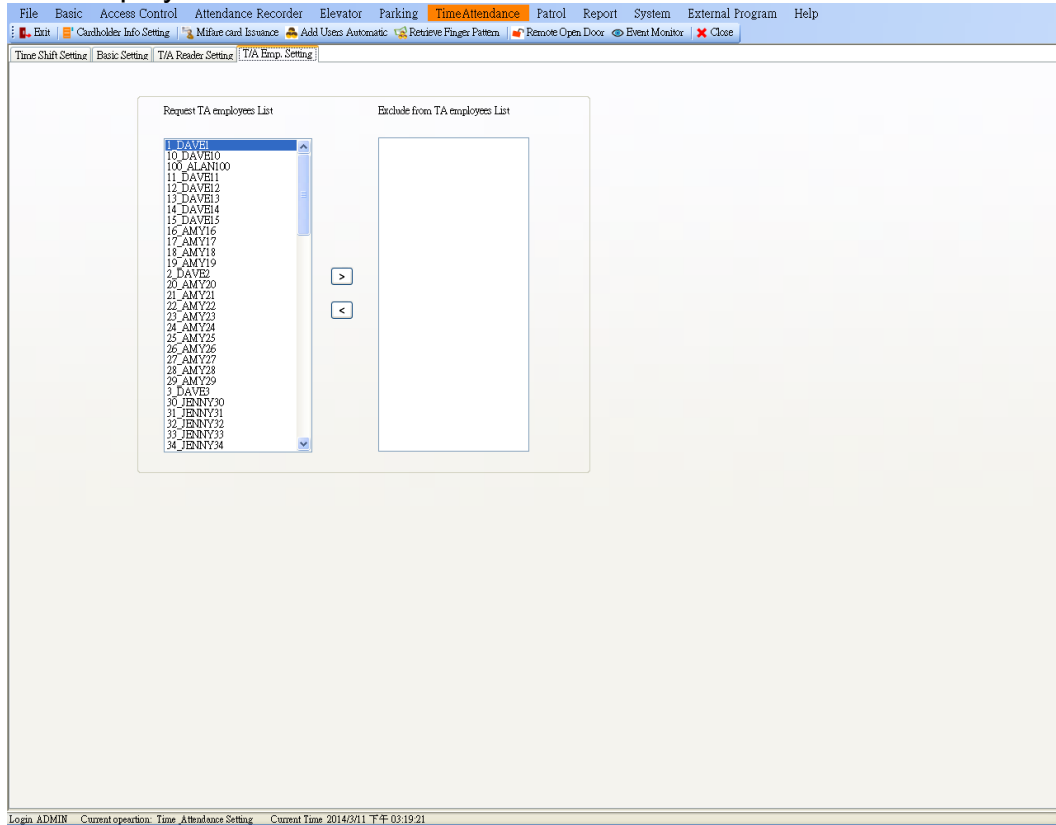 File Basic Access Control Attendance Recorder Elevator Parking TimeAttendance Patrol Report System External Program Help
Exit Cardholder Info Setting Mifare card Issuance Add Users Automatic Retrieve Finger Pattern Remote Open Door Event Monitor Close
Time Shift Setting Basic Setting T/A Reader Setting T/A Emp. Setting
Request TA employees List Exclude from TA employees List
1_DAVE1
10_DAVE10
100_ALAN100
11_DAVE11
12_DAVE12
13_DAVE13
14_DAVE14
15_DAVE15
16_AMY16
17_AMY17
18_AMY18
19_AMY19
2_DAVE2
20_AMY20
21_AMY21
22_AMY22
23_AMY23
24_AMY24
25_AMY25
26_AMY26
27_AMY27
28_AMY28
29_AMY29
3_DAVE3
30_JENNY30
31_JENNY31
32_JENNY32
33_JENNY33
34_JENNY34
>
<
Login ADMIN Current opeartion: Time_Attendance Setting Current Time 2014/3/11 下午 03:19:21